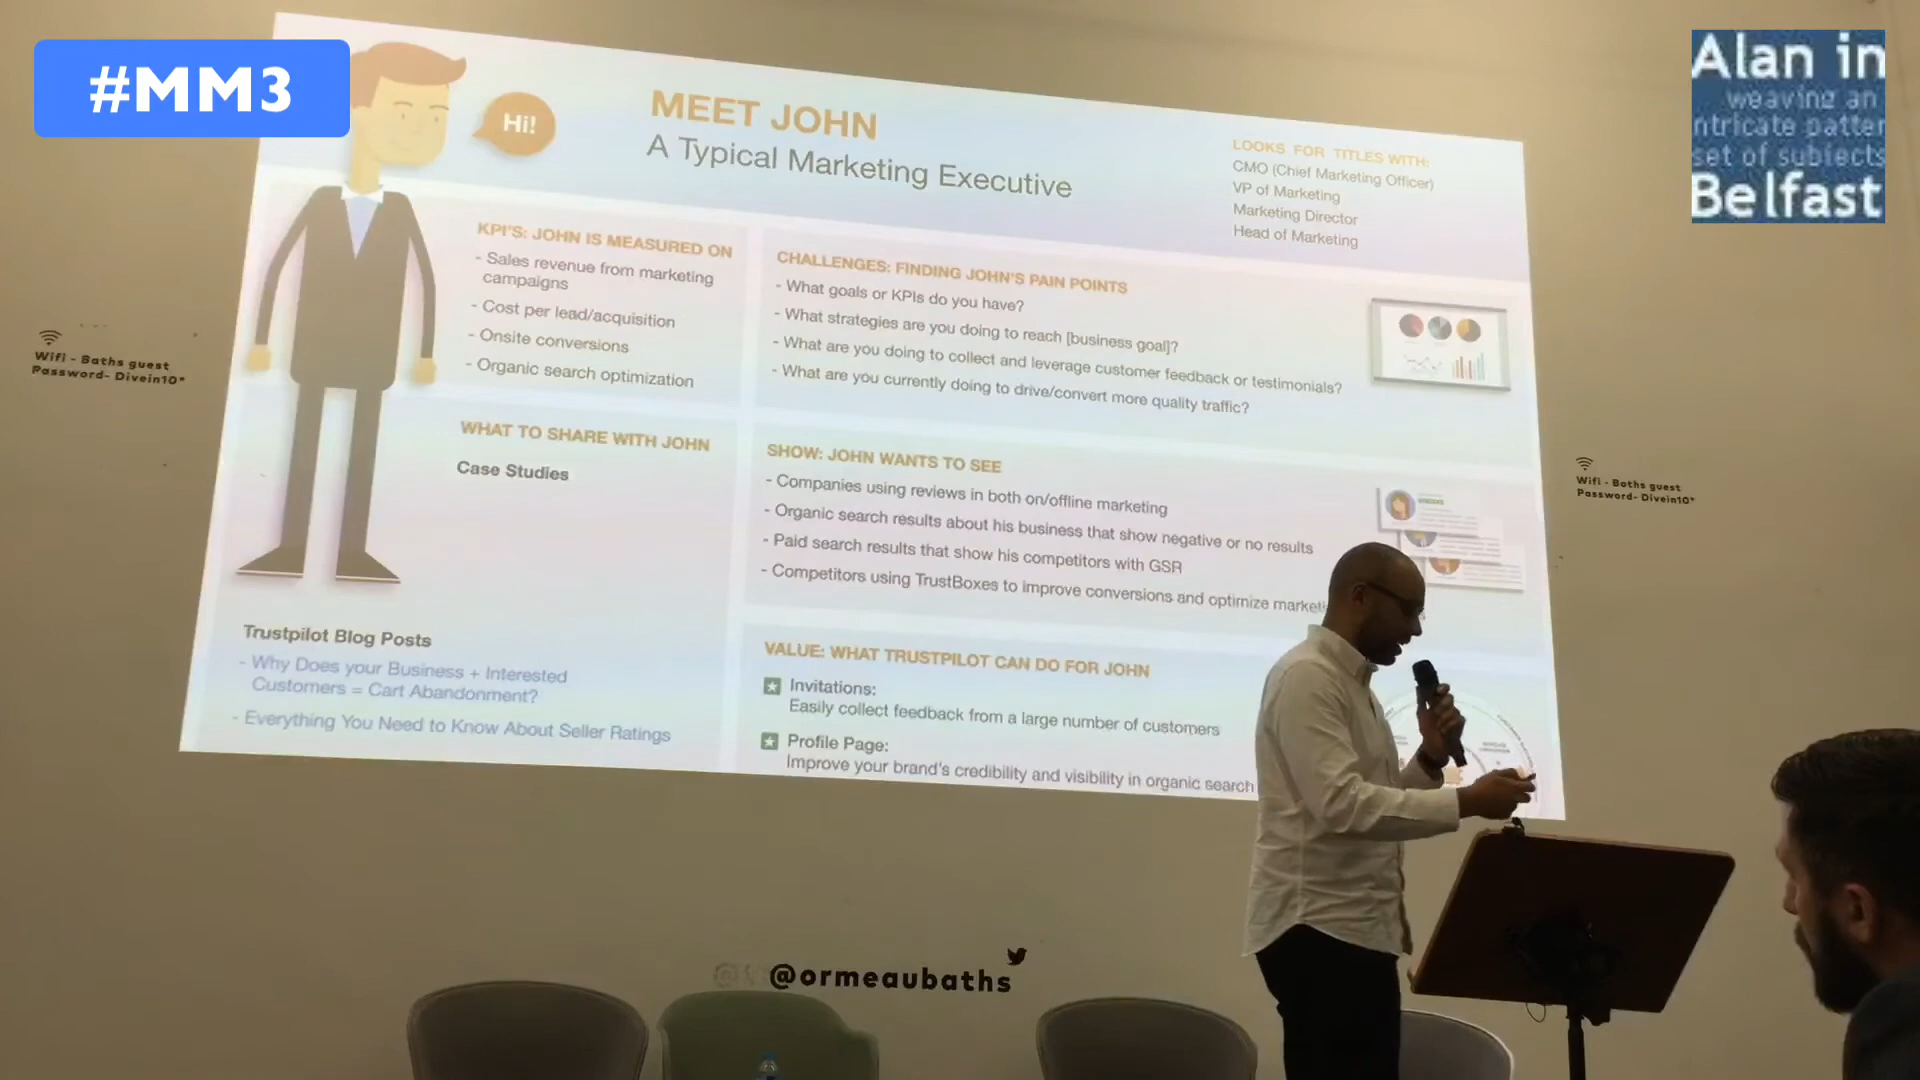 #MM3
Alan in
weaving an
ntricate patter
set of subjects
Belfast
Hi!
MEET JOHN
A Typical Marketing Executive
LOOKS FOR TITLES WITH:
CMO (Chief Marketing Officer)
VP of Marketing
Marketing Director
Head of Marketing
KPI'S: JOHN IS MEASURED ON
- Sales revenue from marketing
campaigns
- Cost per lead/acquisition
- Onsite conversions
- Organic search optimization
CHALLENGES: FINDING JOHN'S PAIN POINTS
- What goals or KPIs do you have?
- What strategies are you doing to reach [business goal]?
- What are you doing to collect and leverage customer feedback or testimonials?
- What are you currently doing to drive/convert more quality traffic?
WHAT TO SHARE WITH JOHN
Case Studies
SHOW: JOHN WANTS TO SEE
- Companies using reviews in both on/offline marketing
- Organic search results about his business that show negative or no results
- Paid search results that show his competitors with GSR
- Competitors using TrustBoxes to improve conversions and optimize marketi
Trustpilot Blog Posts
- Why Does your Business + Interested
Customers = Cart Abandonment?
- Everything You Need to Know About Seller Ratings
VALUE: WHAT TRUSTPILOT CAN DO FOR JOHN
Invitations:
Easily collect feedback from a large number of customers
Profile Page:
Improve your brand's credibility and visibility in organic search
Wifi - Baths guest
Password- Divein10*
Wifi - Baths guest
Password- Divein10*
@ormeaubaths